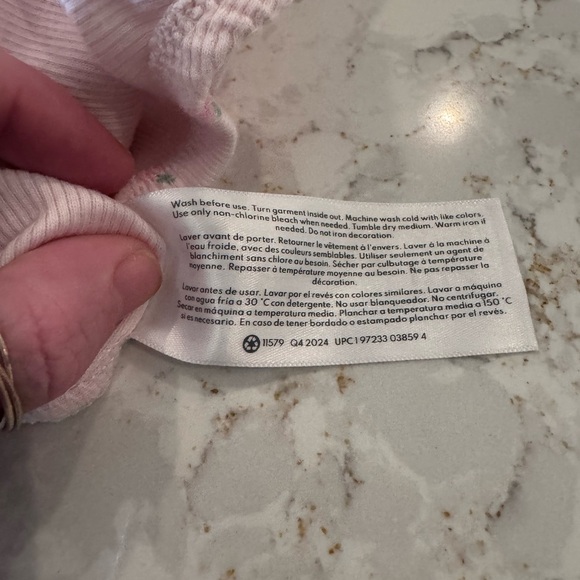 Wash before use. Turn garment inside out. Machine wash cold with like colors.
Use only non-chlorine bleach when needed. Tumble dry medium. Warm iron if
needed. Do not iron decoration.
Laver avant de porter. Retourner le vêtement à l'envers. Laver à la machine à
l'eau froide, avec des couleurs semblables. Utiliser seulement un agent de
blanchiment sans chlore au besoin. Sécher par culbutage à température
moyenne. Repasser à température moyenne au besoin. Ne pas repasser la
décoration.
Lavar antes de usar. Lavar por el revés con colores similares. Lavar a máquina
con agua fria a 30 °C con detergente. No usar blanqueador. No centrifugar.
Secar en máquina a temperatura media. Planchar a temperatura media a 150 °C
si es necesario. En caso de tener bordado o estampado planchar por el revés.
11579 Q4 2024 UPC 1 97233 03859 4